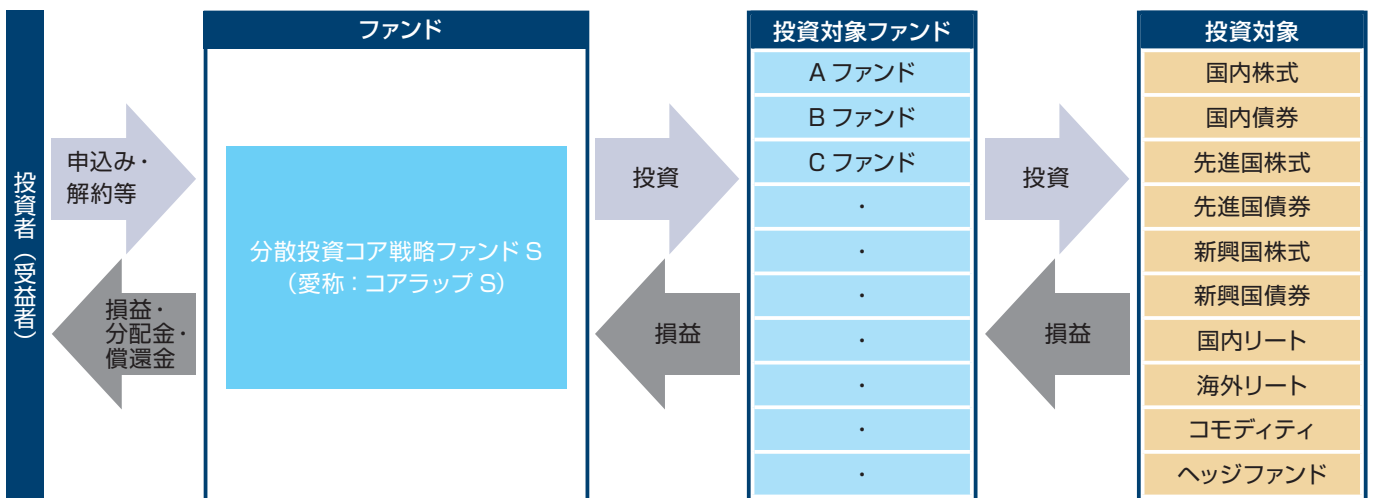 投資者（受益者）
申込み・
解約等
損益・
分配金・
償還金
ファンド
分散投資コア戦略ファンドS
（愛称：コアラップS）
投資
損益
投資対象ファンド
Aファンド
Bファンド
Cファンド
・
・
・
・
・
・
・
投資
損益
投資対象
国内株式
国内債券
先進国株式
先進国債券
新興国株式
新興国債券
国内リート
海外リート
コモディティ
ヘッジファンド